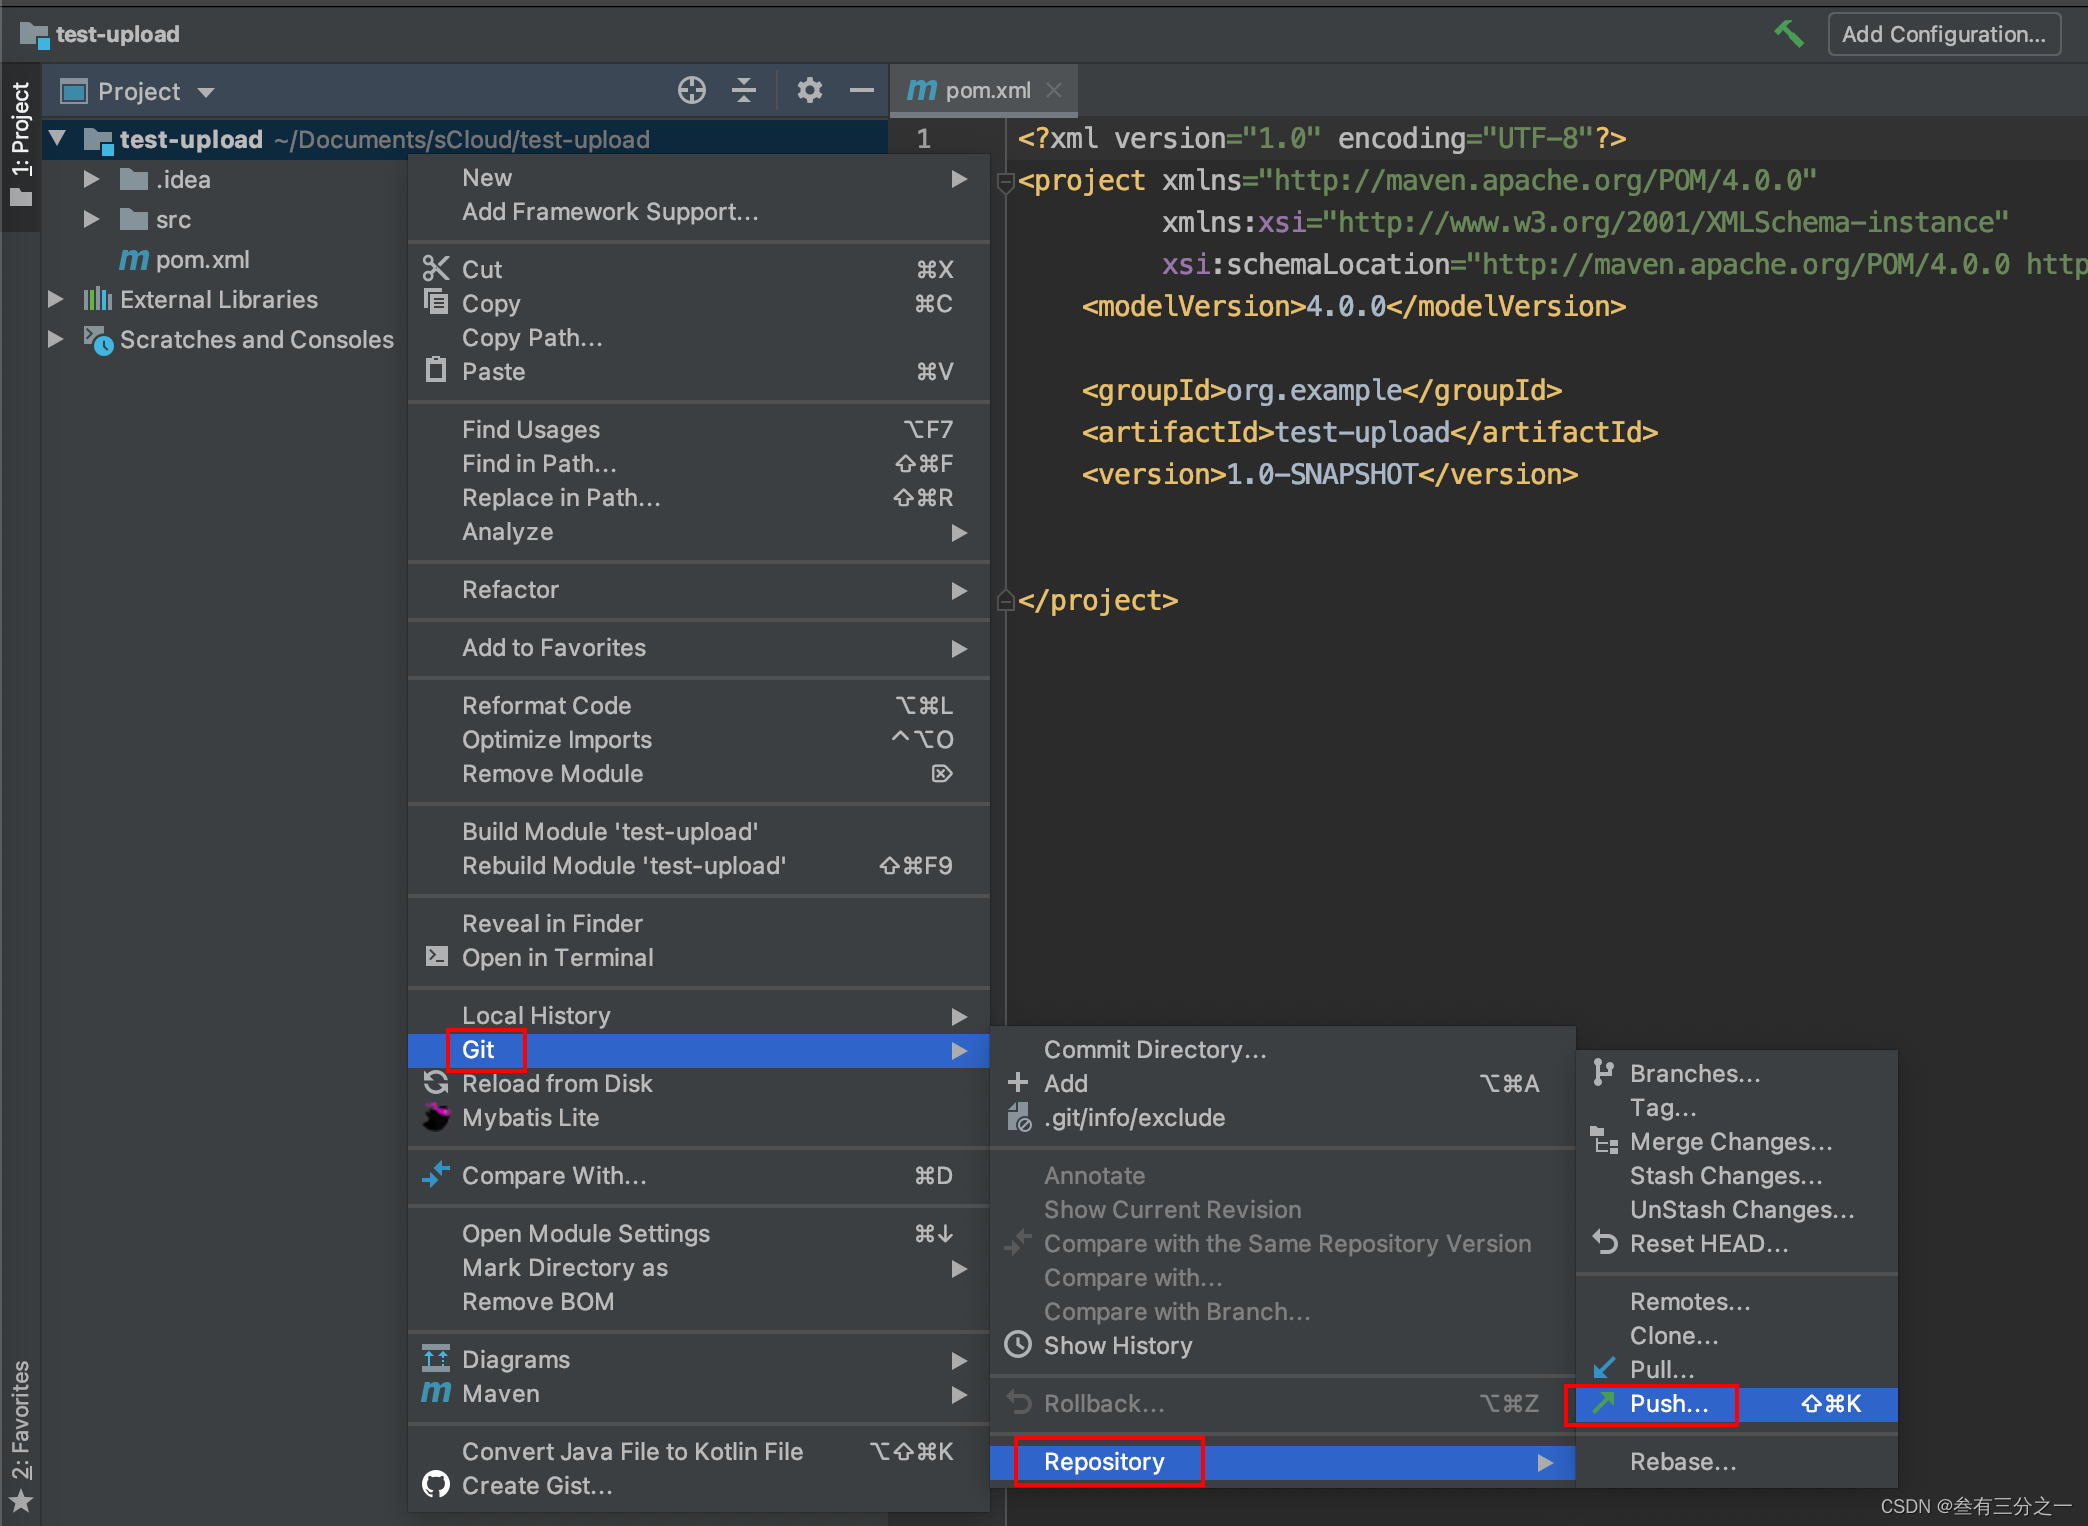 test-upload
Add Configuration...
1: Project
Project
pom.xml
test-upload ~/Documents/sCloud/test-upload
.idea
src
pom.xml
External Libraries
Scratches and Consoles
2: Favorites
1
<?xml version="1.0" encoding="UTF-8"?>
<project xmlns="http://maven.apache.org/POM/4.0.0"
xmlns:xsi="http://www.w3.org/2001/XMLSchema-instance"
xsi:schemaLocation="http://maven.apache.org/POM/4.0.0 http
<modelVersion>4.0.0</modelVersion>
<groupId>org.example</groupId>
<artifactId>test-upload</artifactId>
<version>1.0-SNAPSHOT</version>
</project>
New
Add Framework Support...
Cut ⌘X
Copy ⌘C
Copy Path...
Paste ⌘V
Find Usages ⌥F7
Find in Path... ⇧⌘F
Replace in Path... ⇧⌘R
Analyze
Refactor
Add to Favorites
Reformat Code ⌥⌘L
Optimize Imports ^⌥O
Remove Module ⌦
Build Module 'test-upload'
Rebuild Module 'test-upload' ⇧⌘F9
Reveal in Finder
Open in Terminal
Local History
Git
Reload from Disk
Mybatis Lite
Compare With... ⌘D
Open Module Settings ⌘↓
Mark Directory as
Remove BOM
Diagrams
Maven
Convert Java File to Kotlin File ⌥⇧⌘K
Create Gist...
Commit Directory...
Add ⌥⌘A
.git/info/exclude
Annotate
Show Current Revision
Compare with the Same Repository Version
Compare with...
Compare with Branch...
Show History
Rollback... ⌥⌘Z
Repository
Branches...
Tag...
Merge Changes...
Stash Changes...
UnStash Changes...
Reset HEAD...
Remotes...
Clone...
Pull...
Push... ⇧⌘K
Rebase...
CSDN @叁有三分之一